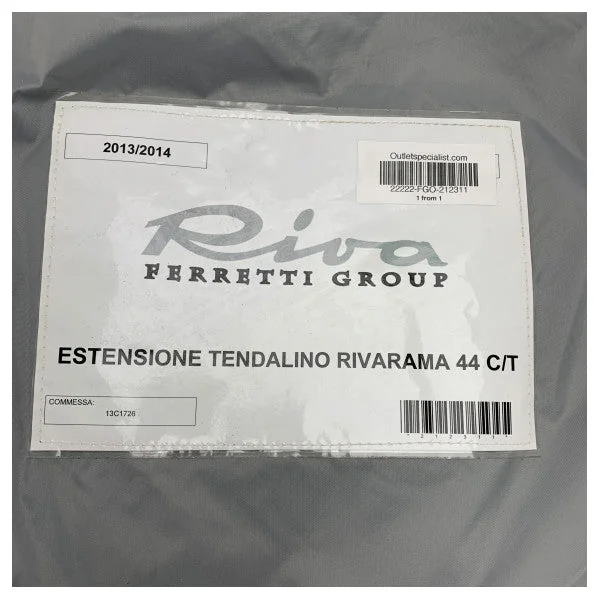 2013/2014
Outletspecialist.com
22222-FGO-212311
1 from 1
Riva
FERRETTI GROUP
ESTENSIONE TENDALINO RIVARAMA 44 C/T
COMMESSA:
13C1726
*212311*